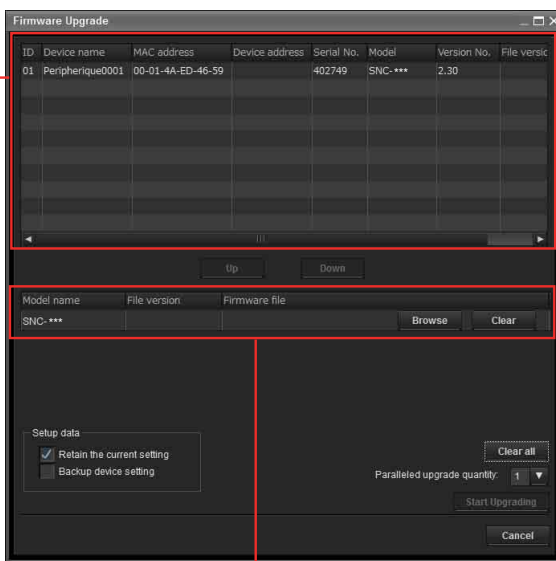 Firmware Upgrade
ID Device name MAC address Device address Serial No. Model Version No. File versic
01 Peripherique0001 00-01-4A-ED-46-59 402749 SNC-*** 2.30
Up Down
Model name File version Firmware file
SNC-*** Browse Clear
Setup data
Retain the current setting
Backup device setting
Clear all
Paralleled upgrade quantity: 1
Start Upgrading
Cancel